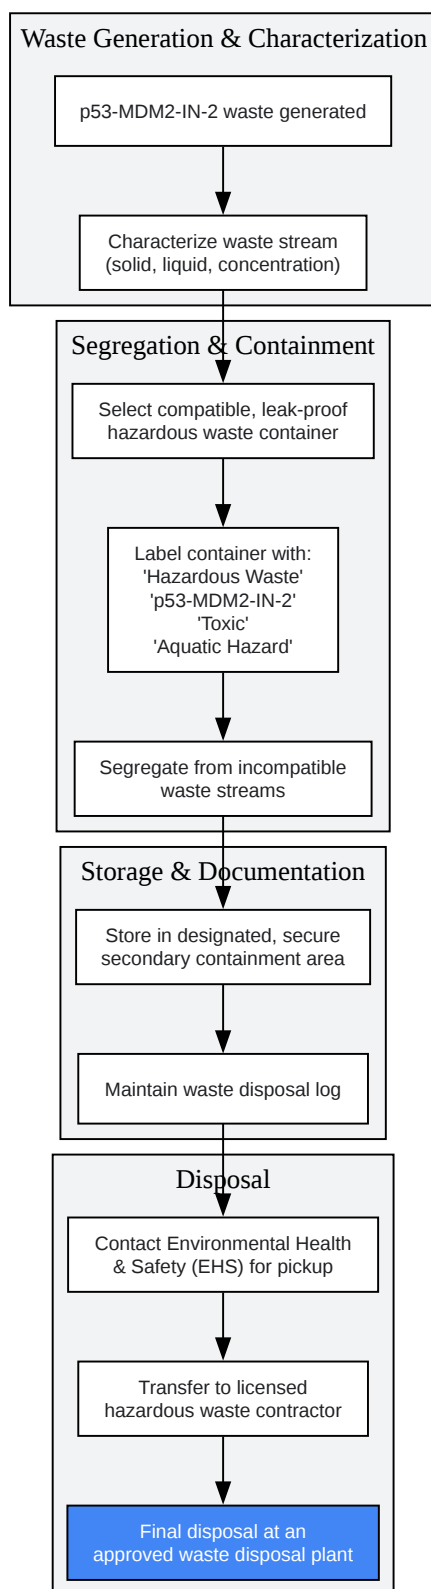 Waste Generation & Characterization
p53-MDM2-IN-2 waste generated
Characterize waste stream
(solid, liquid, concentration)
Segregation & Containment
Select compatible, leak-proof
hazardous waste container
Label container with:
'Hazardous Waste'
'p53-MDM2-IN-2'
'Toxic'
'Aquatic Hazard'
Segregate from incompatible
waste streams
Storage & Documentation
Store in designated, secure
secondary containment area
Maintain waste disposal log
Disposal
Contact Environmental Health
& Safety (EHS) for pickup
Transfer to licensed
hazardous waste contractor
Final disposal at an
approved waste disposal plant